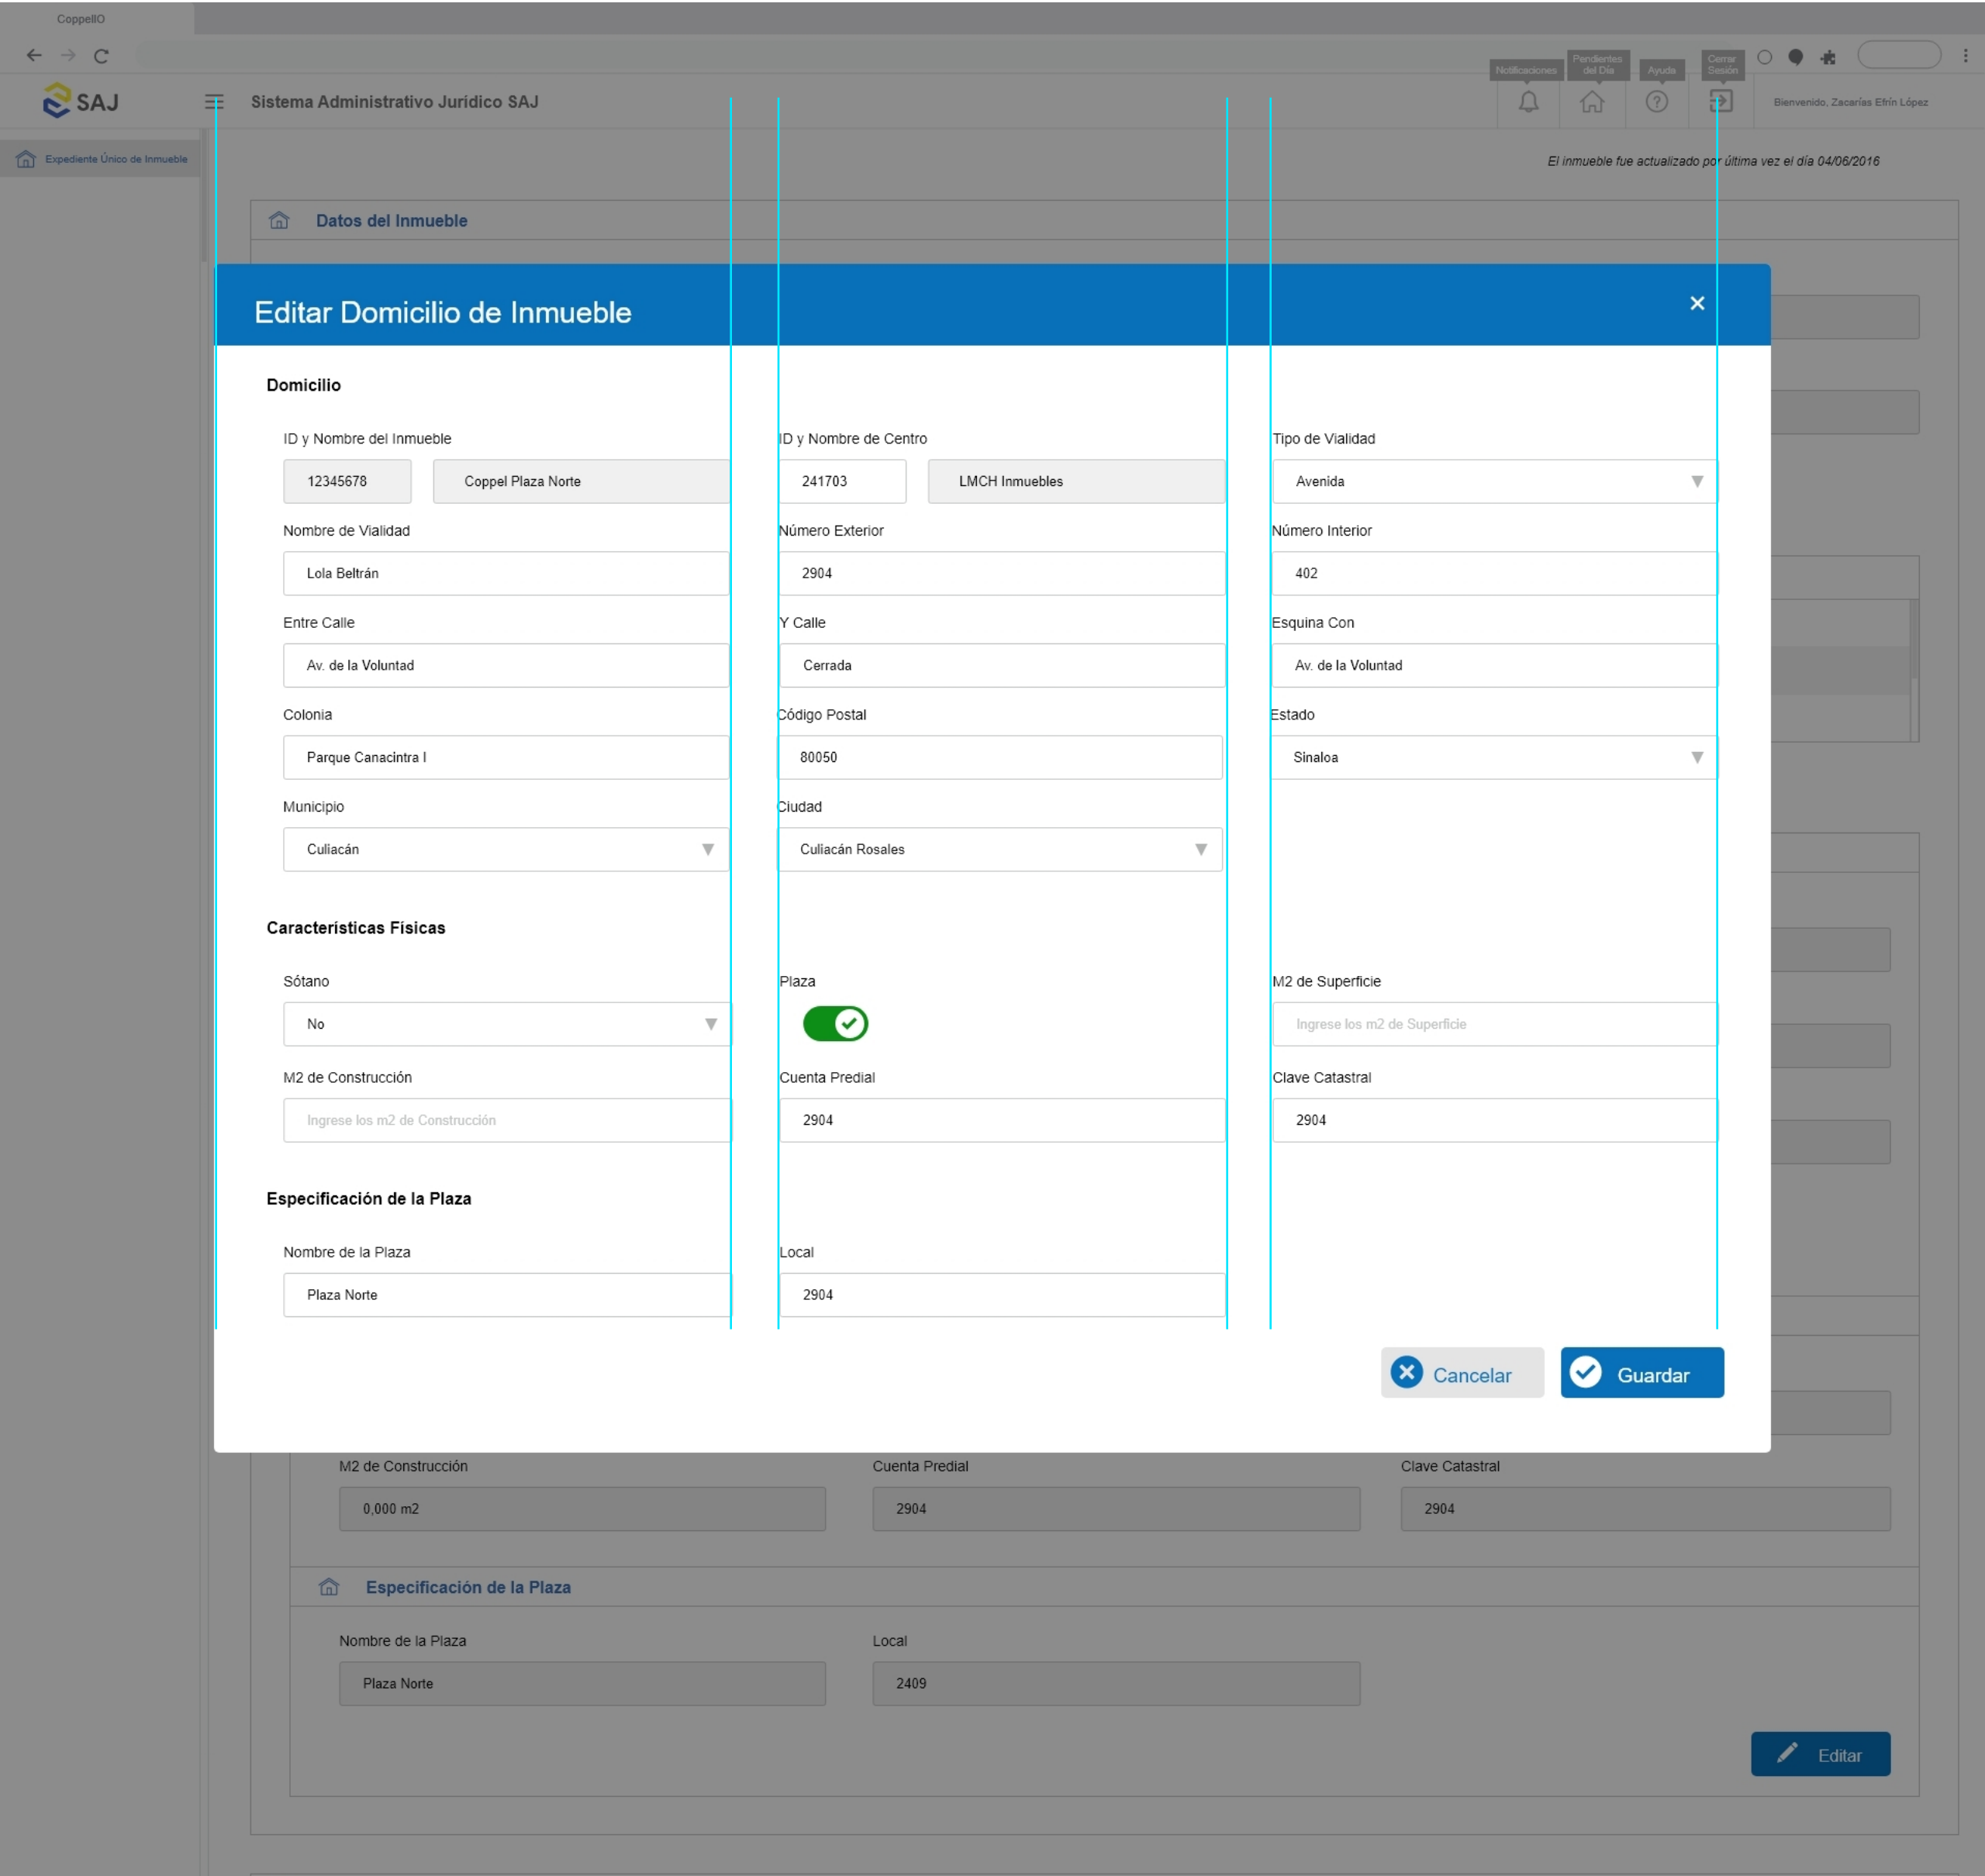 CoppelIO
Notificaciones
Pendientes
del Día
Ayuda
Cerrar
Sesión
SAJ
Sistema Administrativo Jurídico SAJ
Bienvenido, Zacarías Efrín López
Expediente Único de Inmueble
El inmueble fue actualizado por última vez el día 04/06/2016
Datos del Inmueble
Editar Domicilio de Inmueble
Domicilio
ID y Nombre del Inmueble
ID y Nombre de Centro
Tipo de Vialidad
12345678
Coppel Plaza Norte
241703
LMCH Inmuebles
Avenida
Nombre de Vialidad
Número Exterior
Número Interior
Lola Beltrán
2904
402
Entre Calle
Y Calle
Esquina Con
Av. de la Voluntad
Cerrada
Av. de la Voluntad
Colonia
Código Postal
Estado
Parque Canacintra I
80050
Sinaloa
Municipio
Ciudad
Culiacán
Culiacán Rosales
Características Físicas
Sótano
Plaza
M2 de Superficie
No
Ingrese los m2 de Superficie
M2 de Construcción
Cuenta Predial
Clave Catastral
Ingrese los m2 de Construcción
2904
2904
Especificación de la Plaza
Nombre de la Plaza
Local
Plaza Norte
2904
Cancelar
Guardar
M2 de Construcción
Cuenta Predial
Clave Catastral
0,000 m2
2904
2904
Especificación de la Plaza
Nombre de la Plaza
Local
Plaza Norte
2409
Editar